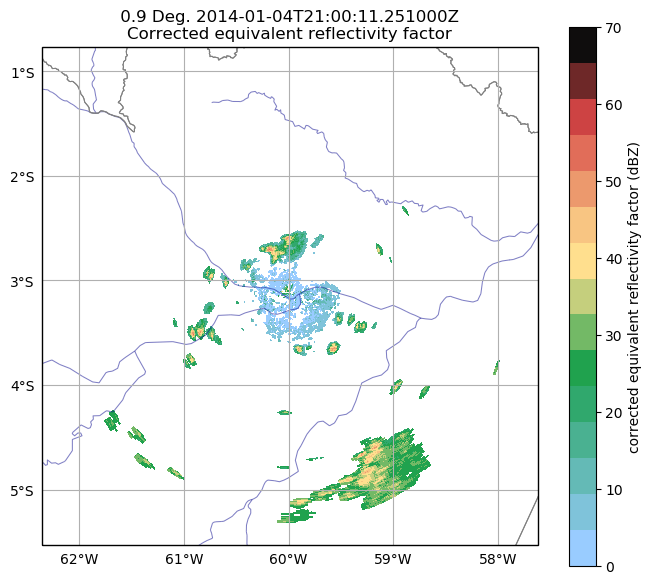 0.9 Deg. 2014-01-04T21:00:11.251000Z
Corrected equivalent reflectivity factor
1°S
2°S
3°S
4°S
5°S
62°W 61°W 60°W 59°W 58°W
70
60
50
40
30
20
10
0
corrected equivalent reflectivity factor (dBZ)